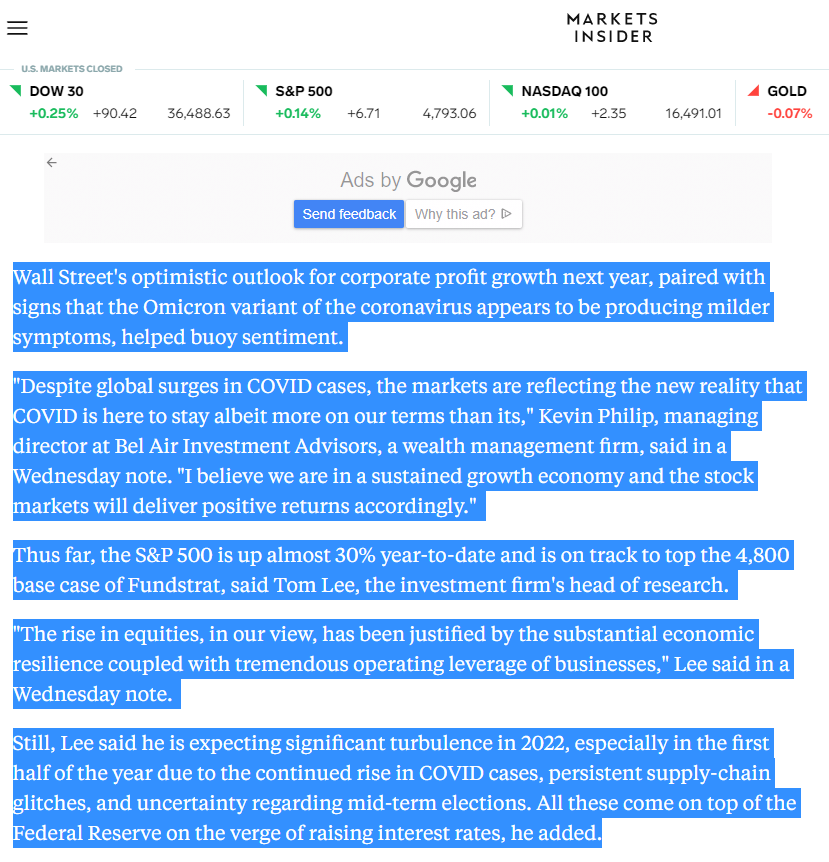 MARKETS
INSIDER
U.S. MARKETS CLOSED
DOW 30
+0.25% +90.42 36,488.63
S&P 500
+0.14% +6.71 4,793.06
NASDAQ 100
+0.01% +2.35 16,491.01
GOLD
-0.07%
Ads by Google
Send feedback Why this ad?
Wall Street's optimistic outlook for corporate profit growth next year, paired with
signs that the Omicron variant of the coronavirus appears to be producing milder
symptoms, helped buoy sentiment.
"Despite global surges in COVID cases, the markets are reflecting the new reality that
COVID is here to stay albeit more on our terms than its," Kevin Philip, managing
director at Bel Air Investment Advisors, a wealth management firm, said in a
Wednesday note. "I believe we are in a sustained growth economy and the stock
markets will deliver positive returns accordingly."
Thus far, the S&P 500 is up almost 30% year-to-date and is on track to top the 4,800
base case of Fundstrat, said Tom Lee, the investment firm's head of research.
"The rise in equities, in our view, has been justified by the substantial economic
resilience coupled with tremendous operating leverage of businesses," Lee said in a
Wednesday note.
Still, Lee said he is expecting significant turbulence in 2022, especially in the first
half of the year due to the continued rise in COVID cases, persistent supply-chain
glitches, and uncertainty regarding mid-term elections. All these come on top of the
Federal Reserve on the verge of raising interest rates, he added.